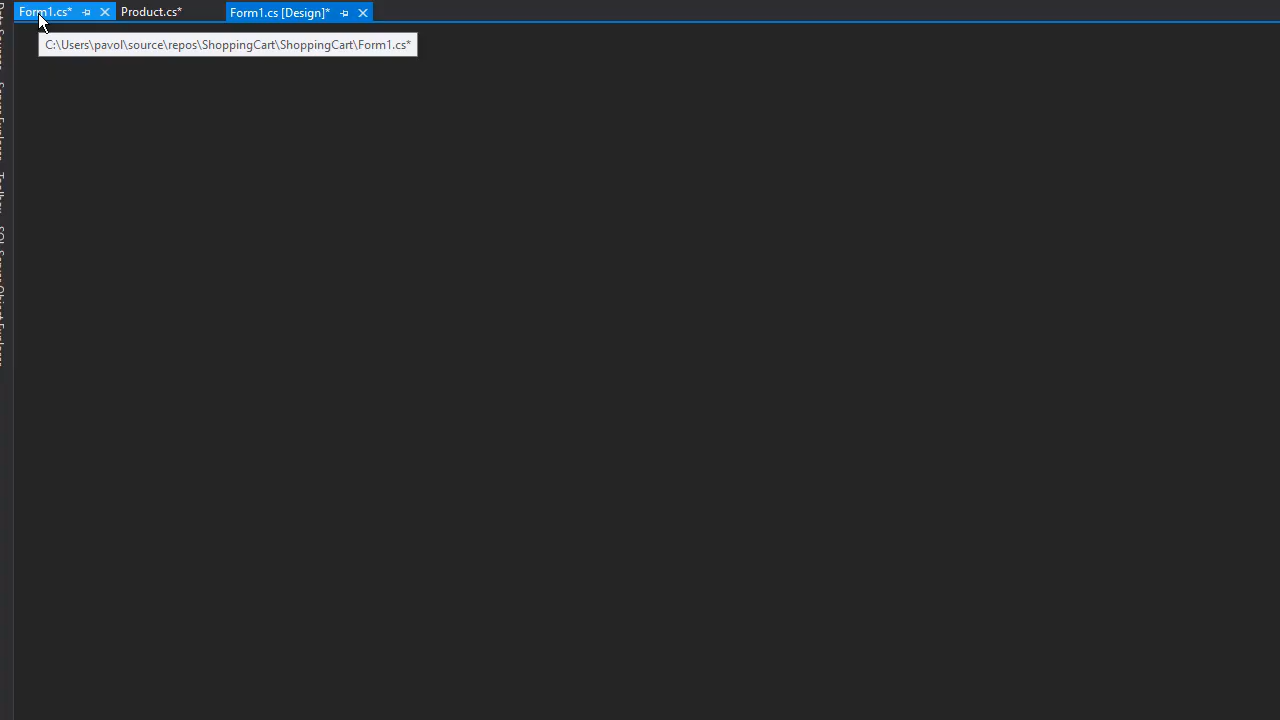 Form1.cs*
Product.cs*
Form1.cs [Design]*
C:\Users\pavol\source\repos\ShoppingCart\ShoppingCart\Form1.cs*